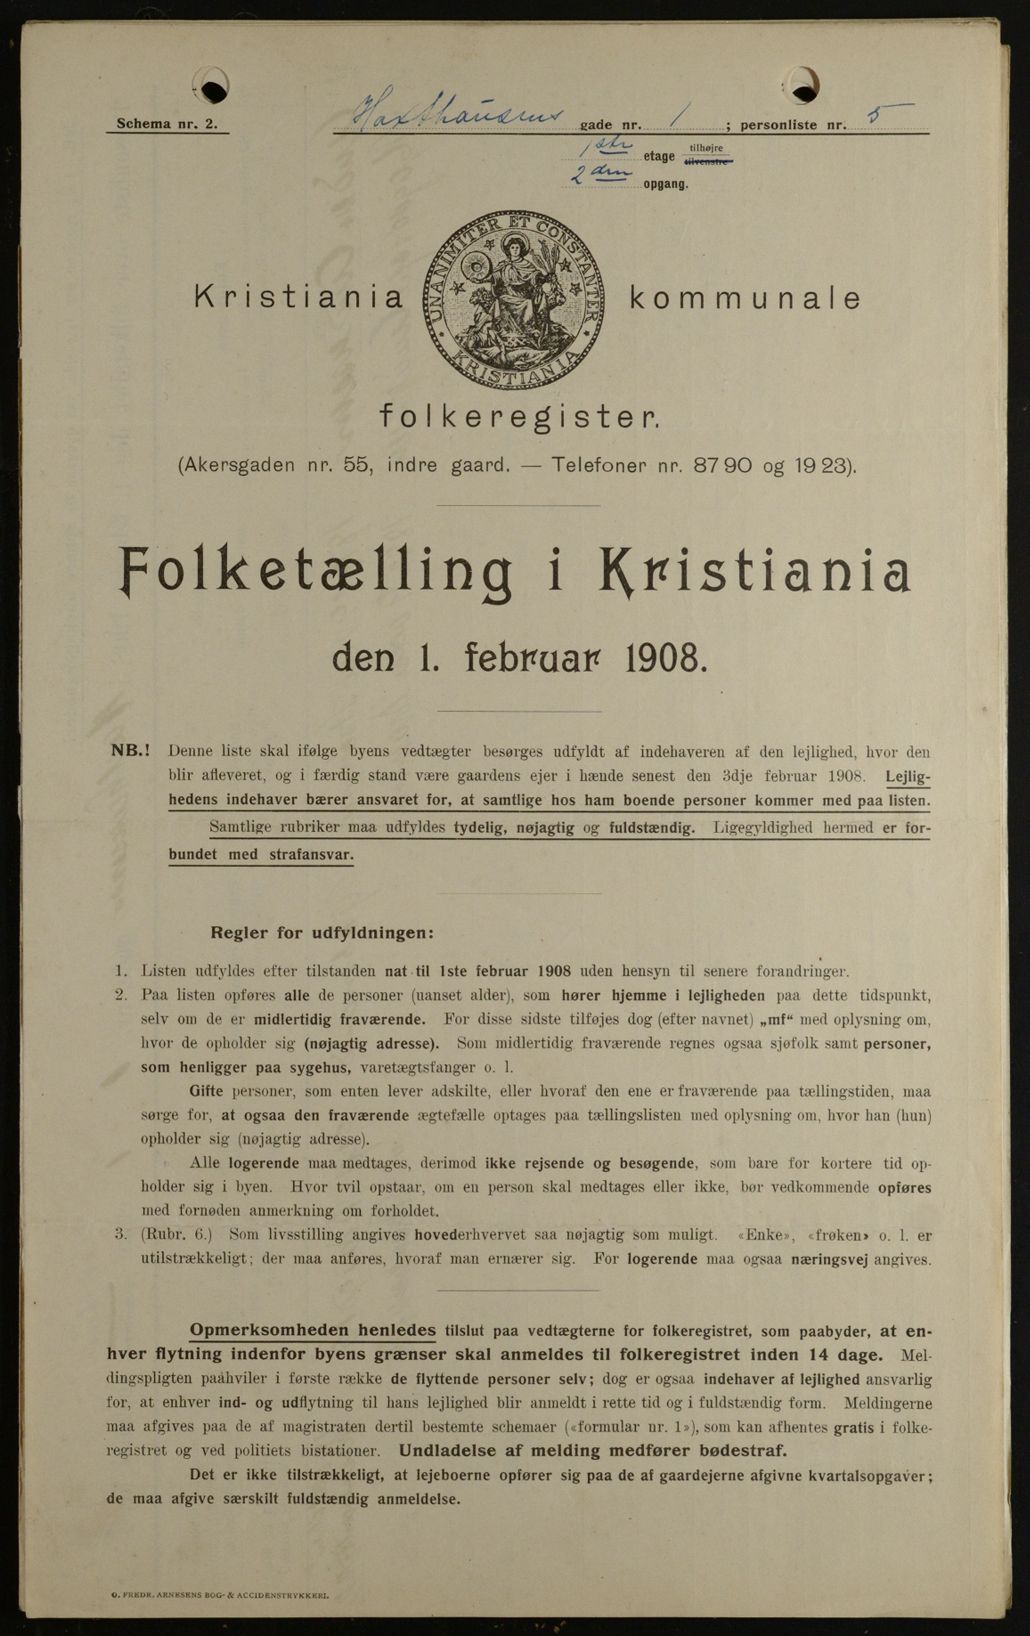 Schema nr. 2.
Haxthausens gade nr. 1 ; personliste nr. 5
1ste etage tilhøjre tilvenstre
2den opgang.
UNANIMITER ET CONSTANTER
KRISTIANIA
Kristiania kommunale
folkeregister.
(Akersgaden nr. 55, indre gaard. — Telefoner nr. 87 90 og 19 23).
Folketælling i Kristiania
den 1. februar 1908.
NB.! Denne liste skal ifølge byens vedtægter besørges udfyldt af indehaveren af den lejlighed, hvor den
blir afleveret, og i færdig stand være gaardens ejer i hænde senest den 3dje februar 1908. Lejlig-
hedens indehaver bærer ansvaret for, at samtlige hos ham boende personer kommer med paa listen.
Samtlige rubriker maa udfyldes tydelig, nøjagtig og fuldstændig. Ligegyldighed hermed er for-
bundet med strafansvar.
Regler for udfyldningen:
1. Listen udfyldes efter tilstanden nat til 1ste februar 1908 uden hensyn til senere forandringer.
2. Paa listen opføres alle de personer (uanset alder), som hører hjemme i lejligheden paa dette tidspunkt,
selv om de er midlertidig fraværende. For disse sidste tilføjes dog (efter navnet) „mf“ med oplysning om,
hvor de opholder sig (nøjagtig adresse). Som midlertidig fraværende regnes ogsaa sjøfolk samt personer,
som henligger paa sygehus, varetægtsfanger o. l.
Gifte personer, som enten lever adskilte, eller hvoraf den ene er fraværende paa tællingstiden, maa
sørge for, at ogsaa den fraværende ægtefælle optages paa tællingslisten med oplysning om, hvor han (hun)
opholder sig (nøjagtig adresse).
Alle logerende maa medtages, derimod ikke rejsende og besøgende, som bare for kortere tid op-
holder sig i byen. Hvor tvil opstaar, om en person skal medtages eller ikke, bør vedkommende opføres
med fornøden anmerkning om forholdet.
3. (Rubr. 6.) Som livsstilling angives hovederhvervet saa nøjagtig som muligt. «Enke», «frøken» o. l. er
utilstrækkeligt; der maa anføres, hvoraf man ernærer sig. For logerende maa ogsaa næringsvej angives.
Opmerksomheden henledes tilslut paa vedtægterne for folkeregistret, som paabyder, at en-
hver flytning indenfor byens grænser skal anmeldes til folkeregistret inden 14 dage. Mel-
dingspligten paahviler i første række de flyttende personer selv; dog er ogsaa indehaver af lejlighed ansvarlig
for, at enhver ind- og udflytning til hans lejlighed blir anmeldt i rette tid og i fuldstændig form. Meldingerne
maa afgives paa de af magistraten dertil bestemte schemaer («formular nr. 1»), som kan afhentes gratis i folke-
registret og ved politiets bistationer. Undladelse af melding medfører bødestraf.
Det er ikke tilstrækkeligt, at lejeboerne opfører sig paa de af gaardejerne afgivne kvartalsopgaver;
de maa afgive særskilt fuldstændig anmeldelse.
O. FREDR. ARNESENS BOG- & ACCIDENSTRYKKERI.